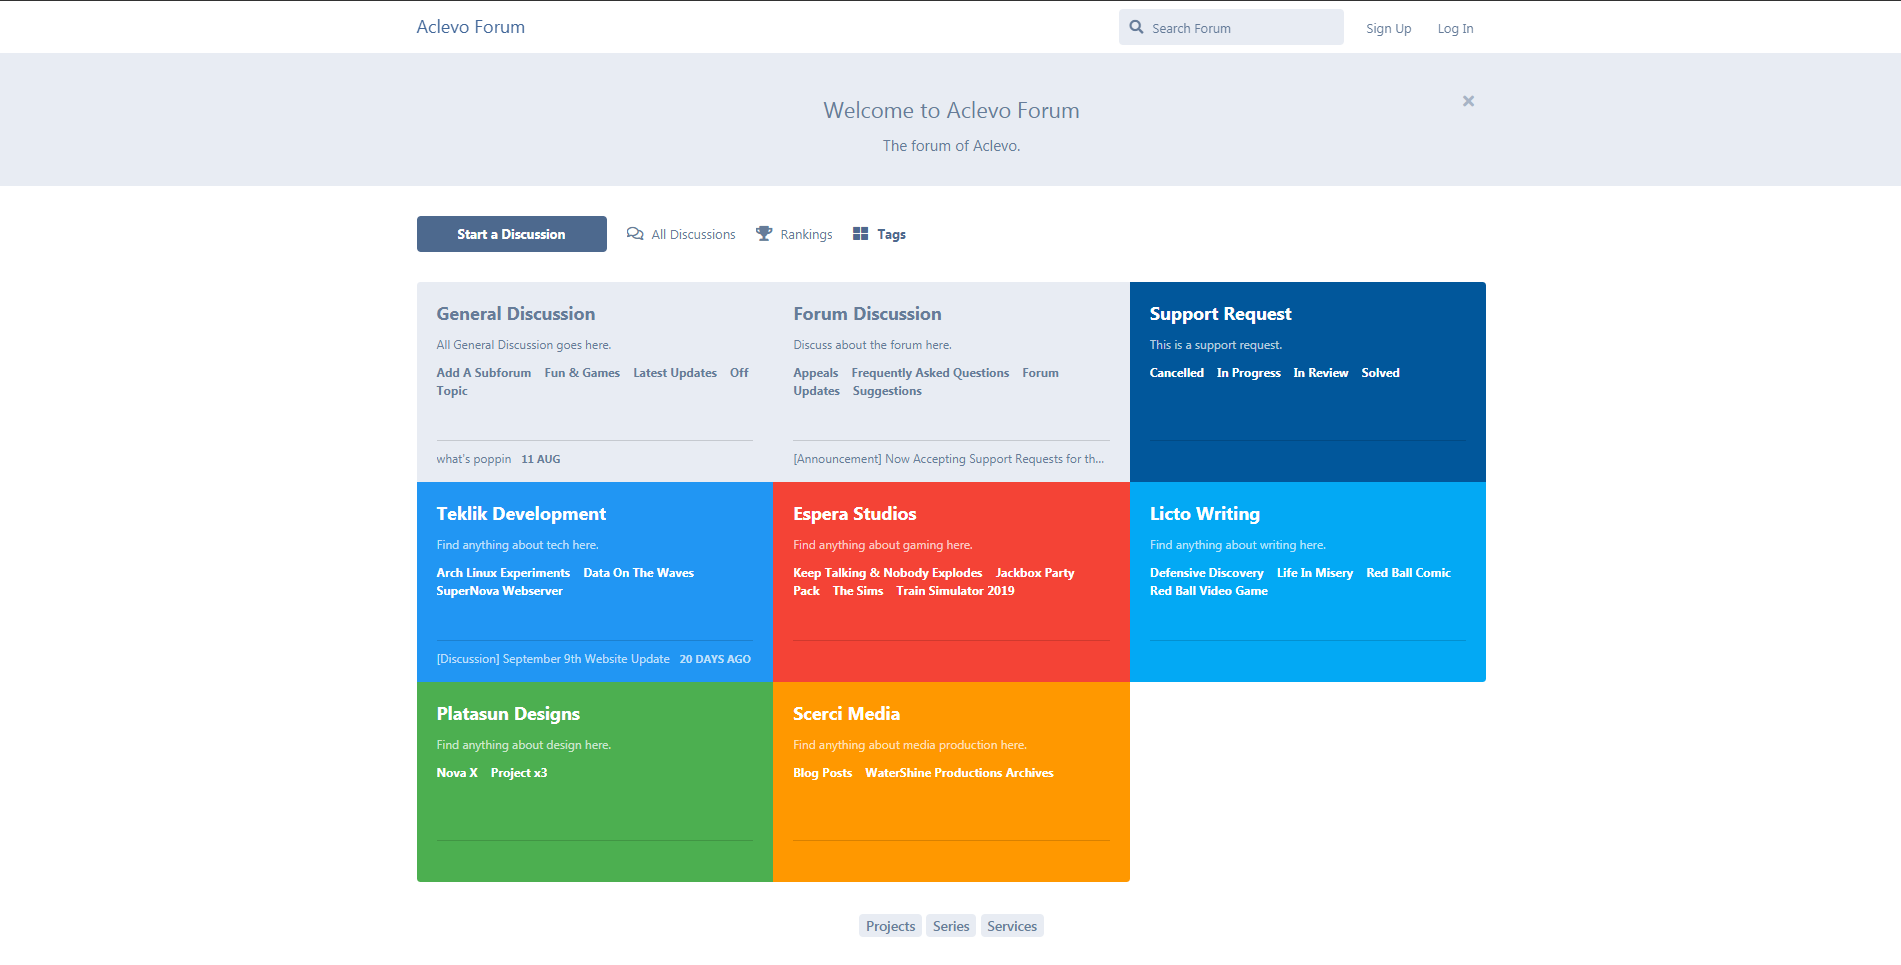 Aclevo Forum
Search Forum
Sign Up
Log In
Welcome to Aclevo Forum
The forum of Aclevo.
Start a Discussion
All Discussions
Rankings
Tags
General Discussion
All General Discussion goes here.
Add A Subforum Fun & Games Latest Updates Off
Topic
what's poppin 11 AUG
Forum Discussion
Discuss about the forum here.
Appeals Frequently Asked Questions Forum
Updates Suggestions
[Announcement] Now Accepting Support Requests for th...
Support Request
This is a support request.
Cancelled In Progress In Review Solved
Teklik Development
Find anything about tech here.
Arch Linux Experiments Data On The Waves
SuperNova Webserver
[Discussion] September 9th Website Update 20 DAYS AGO
Espera Studios
Find anything about gaming here.
Keep Talking & Nobody Explodes Jackbox Party
Pack The Sims Train Simulator 2019
Licto Writing
Find anything about writing here.
Defensive Discovery Life In Misery Red Ball Comic
Red Ball Video Game
Platasun Designs
Find anything about design here.
Nova X Project x3
Scerci Media
Find anything about media production here.
Blog Posts WaterShine Productions Archives
Projects Series Services